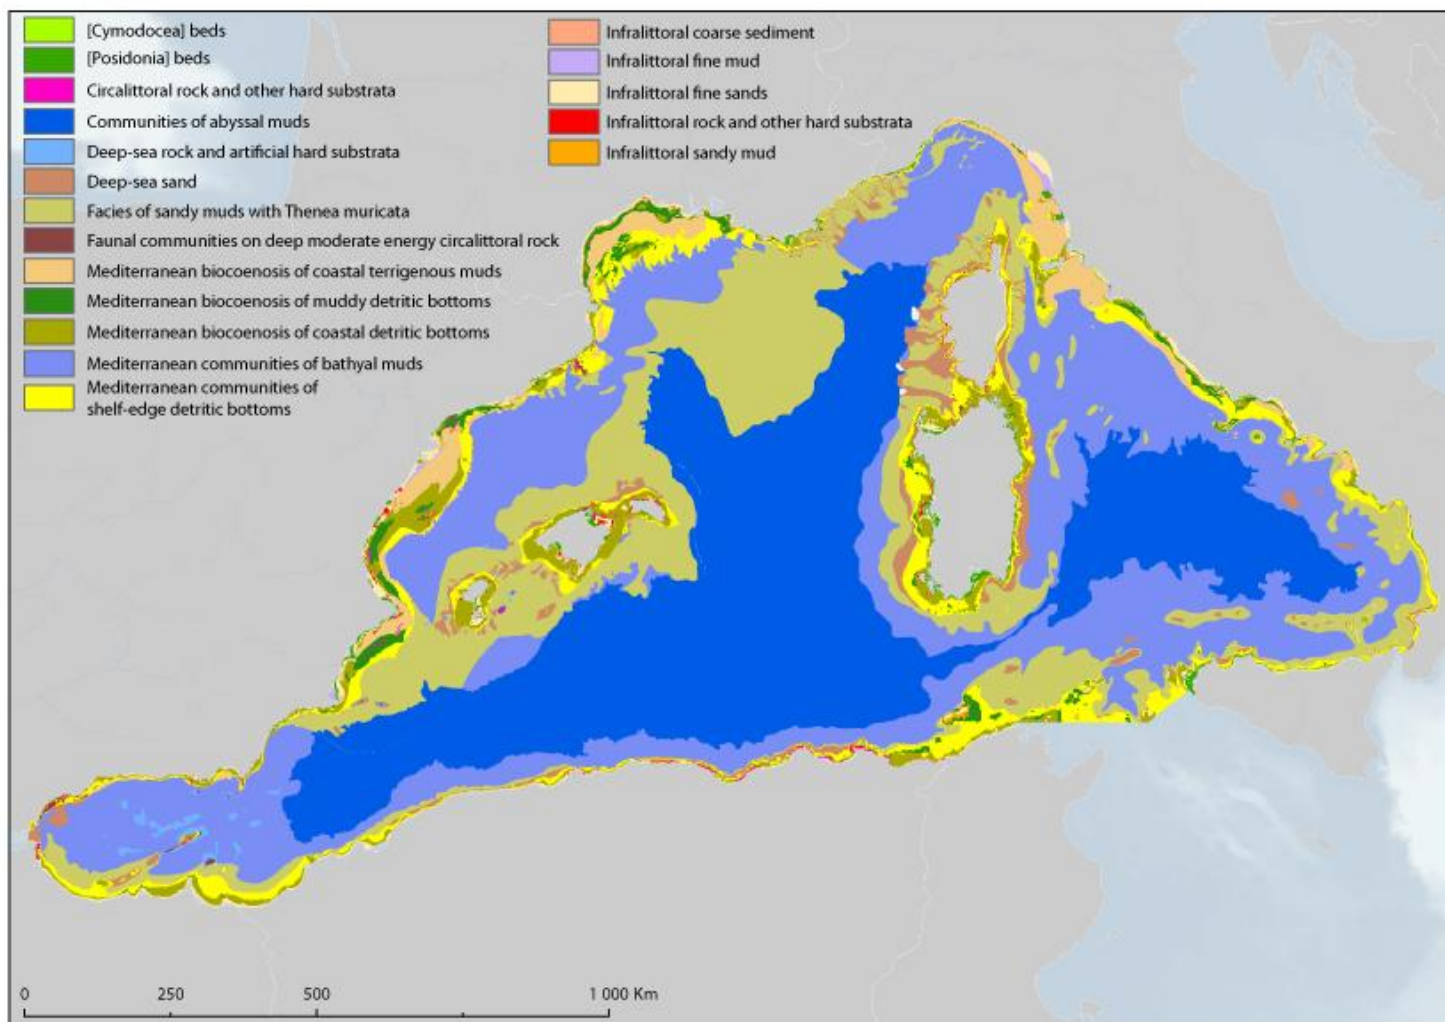 [Cymodocea] beds
[Posidonia] beds
Circalittoral rock and other hard substrata
Communities of abyssal muds
Deep-sea rock and artificial hard substrata
Deep-sea sand
Facies of sandy muds with Thenea muricata
Faunal communities on deep moderate energy circalittoral rock
Mediterranean biocoenosis of coastal terrigenous muds
Mediterranean biocoenosis of muddy detritic bottoms
Mediterranean biocoenosis of coastal detritic bottoms
Mediterranean communities of bathyal muds
Mediterranean communities of
shelf-edge detritic bottoms
Infralittoral coarse sediment
Infralittoral fine mud
Infralittoral fine sands
Infralittoral rock and other hard substrata
Infralittoral sandy mud
0 250 500 1 000 Km